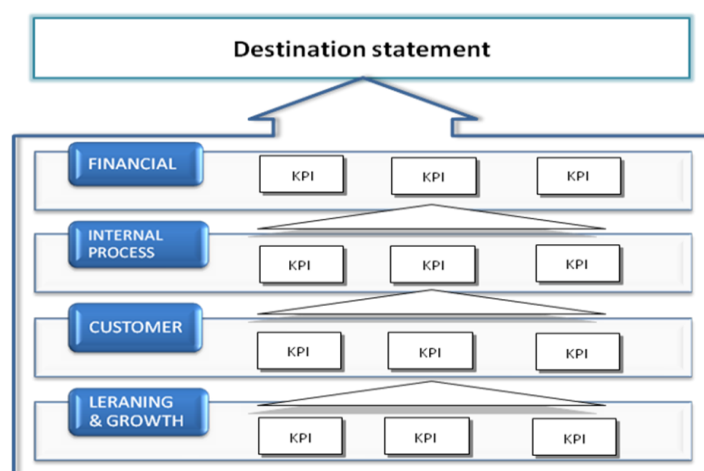 Destination statement
FINANCIAL
KPI KPI KPI
INTERNAL
PROCESS
KPI KPI KPI
CUSTOMER
KPI KPI KPI
LERANING
& GROWTH
KPI KPI KPI